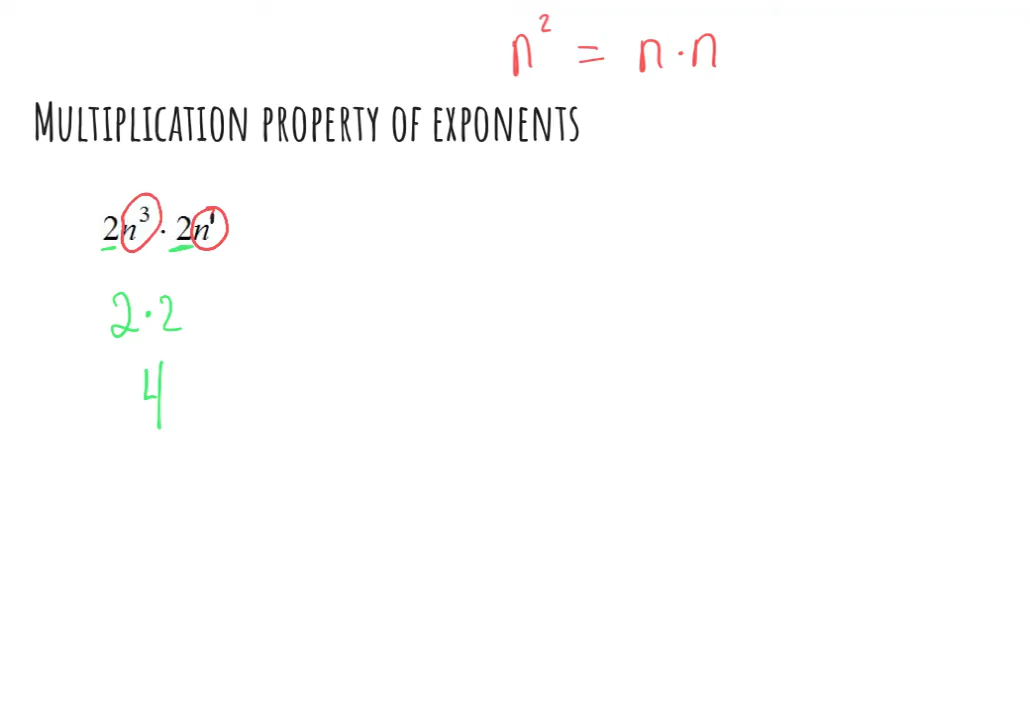 n² = n · n
MULTIPLICATION PROPERTY OF EXPONENTS
2n³ · 2n¹
2 · 2
4